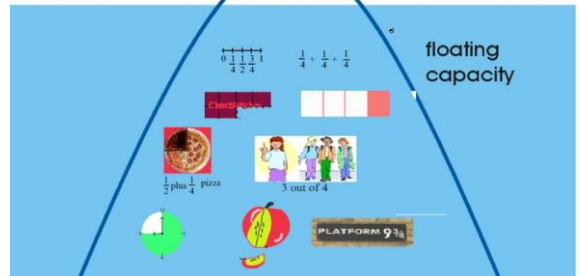 0 1/4 1/2 3/4 1
1/4 + 1/4 + 1/4
floating
capacity
Chocolate bar
1/2 plus 1/4 pizza
3 out of 4
PLATFORM 9 3/4